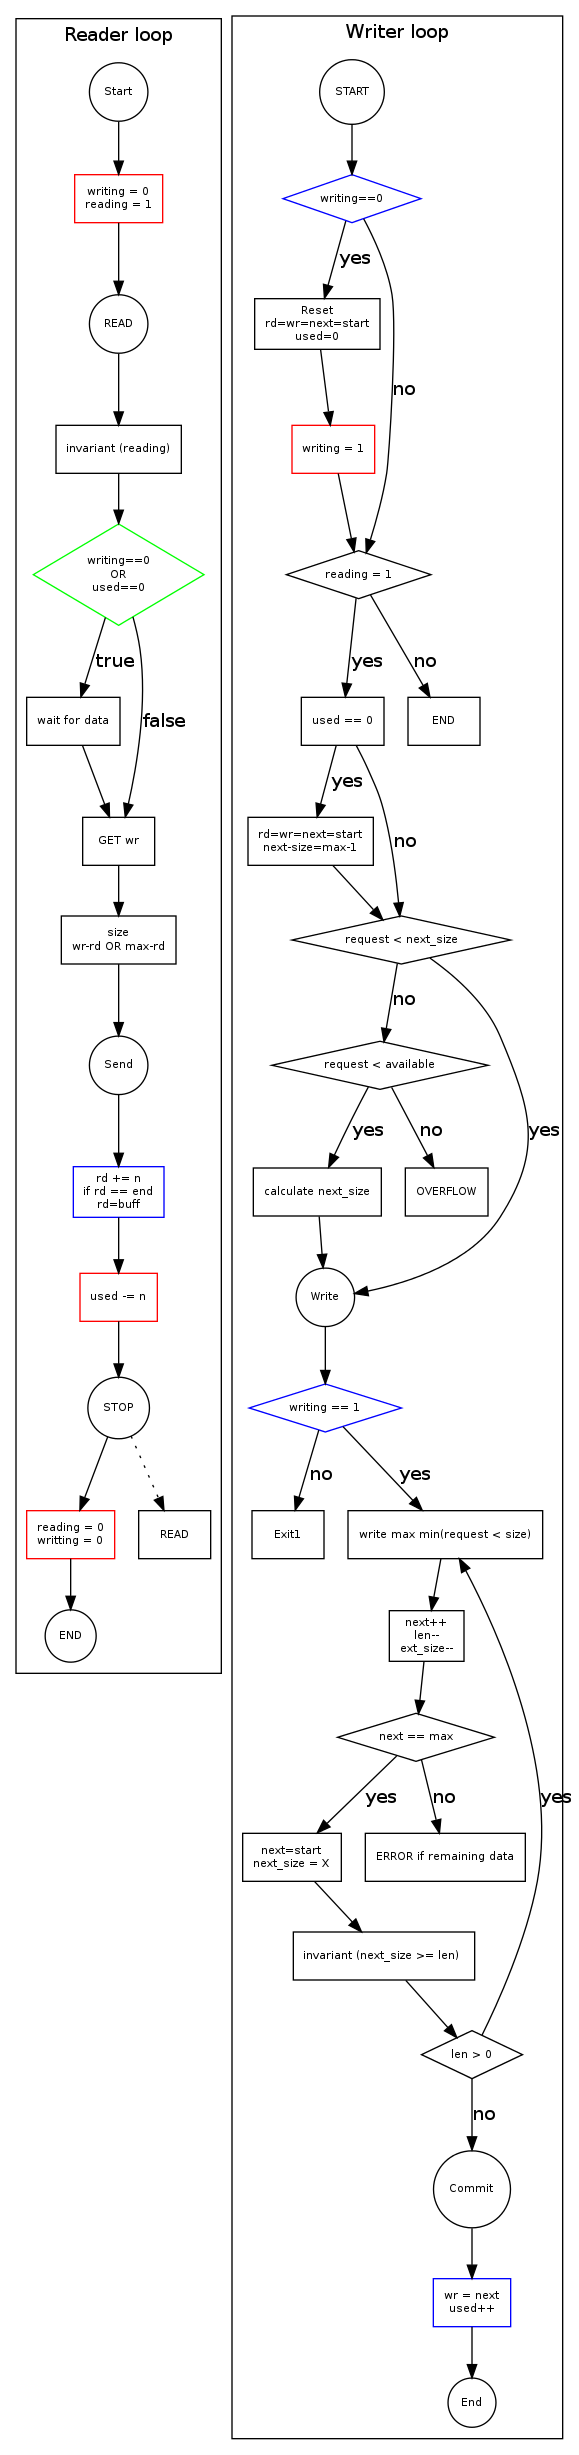 Reader loop
Start
writing = 0
reading = 1
READ
invariant (reading)
writing==0
OR
used==0
true
false
wait for data
GET wr
size
wr-rd OR max-rd
Send
rd += n
if rd == end
rd=buff
used -= n
STOP
reading = 0
writting = 0
READ
END
Writer loop
START
writing==0
yes
no
Reset
rd=wr=next=start
used=0
writing = 1
reading = 1
yes
no
used == 0
END
yes
no
rd=wr=next=start
next-size=max-1
request < next_size
no
yes
request < available
yes
no
calculate next_size
OVERFLOW
Write
writing == 1
no
yes
Exit1
write max min(request < size)
next++
len--
ext_size--
next == max
yes
no
yes
next=start
next_size = X
ERROR if remaining data
invariant (next_size >= len)
len > 0
no
Commit
wr = next
used++
End